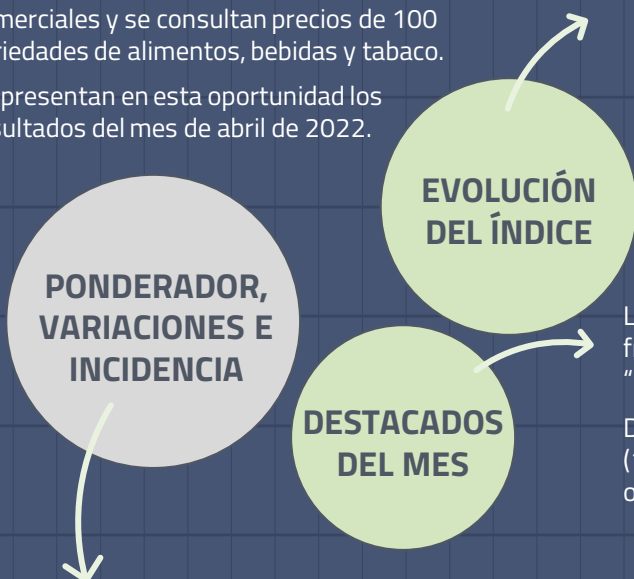 merciales y se consultan precios de 100
riedades de alimentos, bebidas y tabaco.
presentan en esta oportunidad los
ultados del mes de abril de 2022.
EVOLUCIÓN
DEL ÍNDICE
PONDERADOR,
VARIACIONES E
INCIDENCIA
DESTACADOS
DEL MES